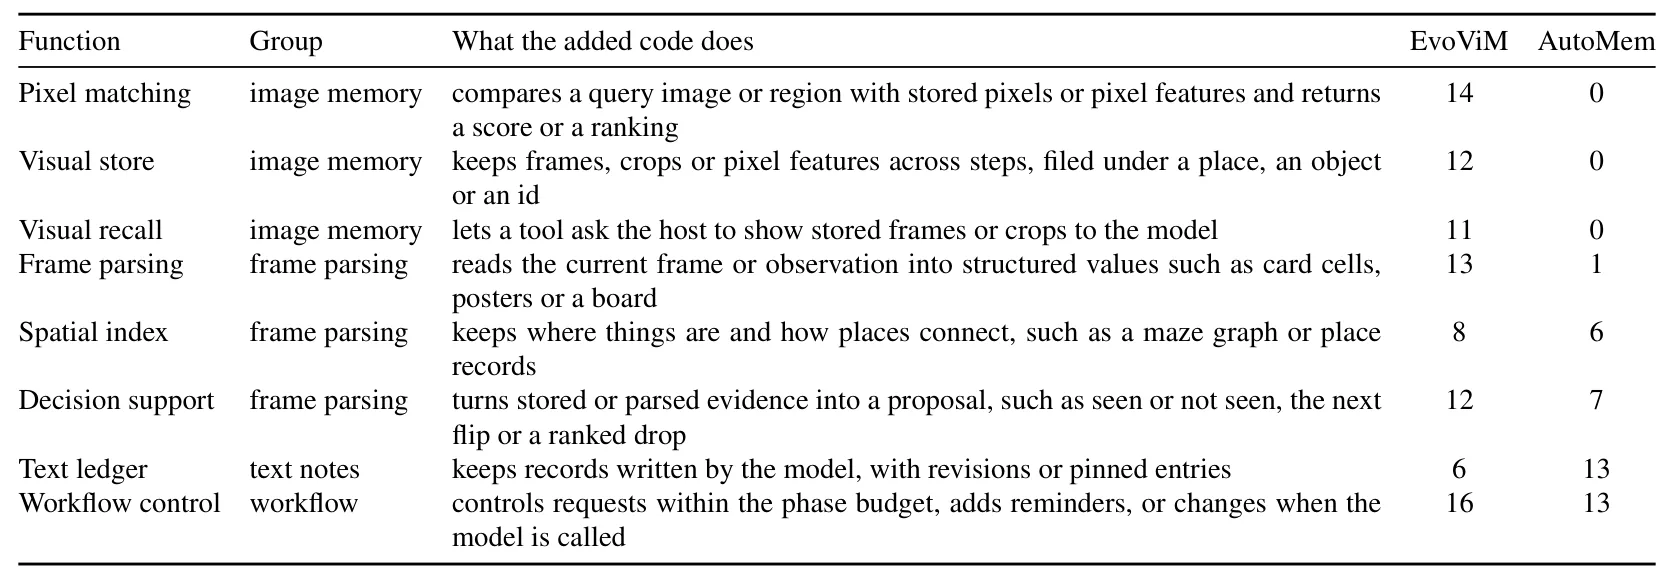 Function Group What the added code does EvoViM AutoMem
Pixel matching image memory compares a query image or region with stored pixels or pixel features and returns 14 0
a score or a ranking
Visual store image memory keeps frames, crops or pixel features across steps, filed under a place, an object 12 0
or an id
Visual recall image memory lets a tool ask the host to show stored frames or crops to the model 11 0
Frame parsing frame parsing reads the current frame or observation into structured values such as card cells, 13 1
posters or a board
Spatial index frame parsing keeps where things are and how places connect, such as a maze graph or place 8 6
records
Decision support frame parsing turns stored or parsed evidence into a proposal, such as seen or not seen, the next 12 7
flip or a ranked drop
Text ledger text notes keeps records written by the model, with revisions or pinned entries 6 13
Workflow control workflow controls requests within the phase budget, adds reminders, or changes when the 16 13
model is called